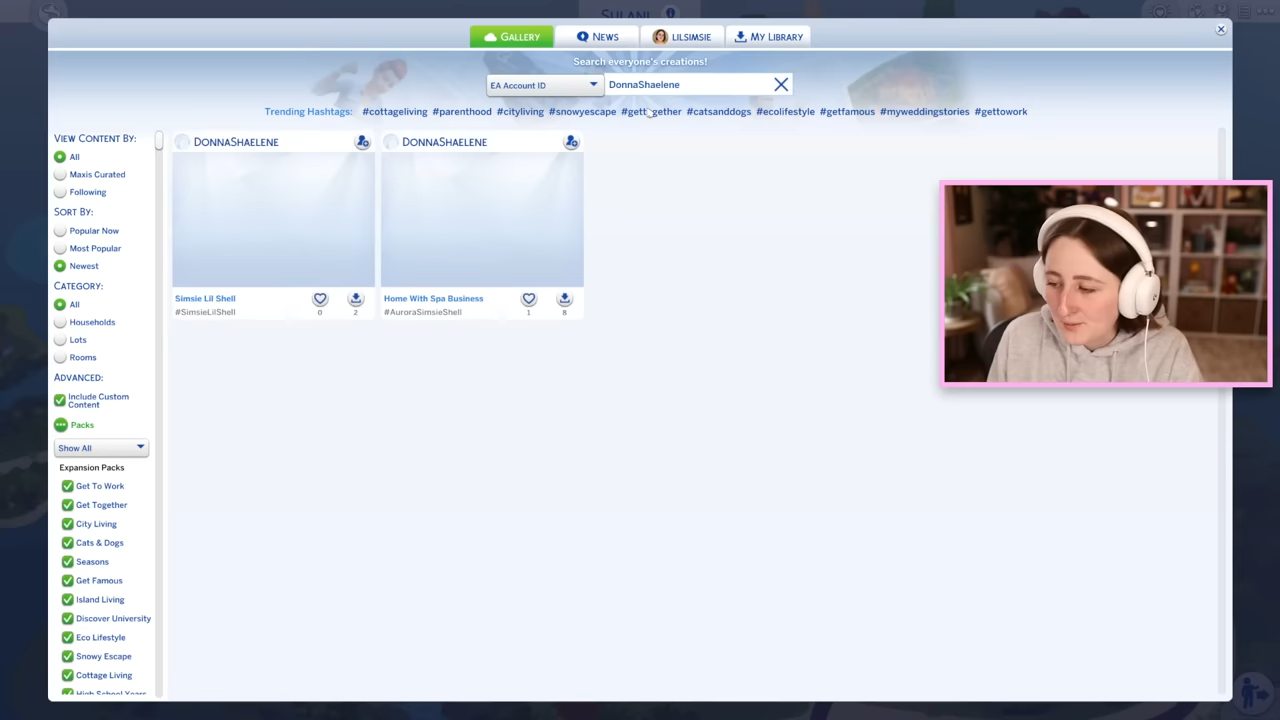 SULANI
GALLERY
NEWS
LILSIMSIE
MY LIBRARY
Search everyone's creations!
EA Account ID
DonnaShaelene
Trending Hashtags: #cottageliving #parenthood #cityliving #snowyescape #gettogether #catsanddogs #ecolifestyle #getfamous #myweddingstories #gettowork
VIEW CONTENT BY:
All
Maxis Curated
Following
SORT BY:
Popular Now
Most Popular
Newest
CATEGORY:
All
Households
Lots
Rooms
ADVANCED:
Include Custom
Content
Packs
Show All
Expansion Packs
Get To Work
Get Together
City Living
Cats & Dogs
Seasons
Get Famous
Island Living
Discover University
Eco Lifestyle
Snowy Escape
Cottage Living
High School Years
DONNASHAELENE
Simsie Lil Shell
#SimsieLilShell
0
2
DONNASHAELENE
Home With Spa Business
#AuroraSimsieShell
1
8